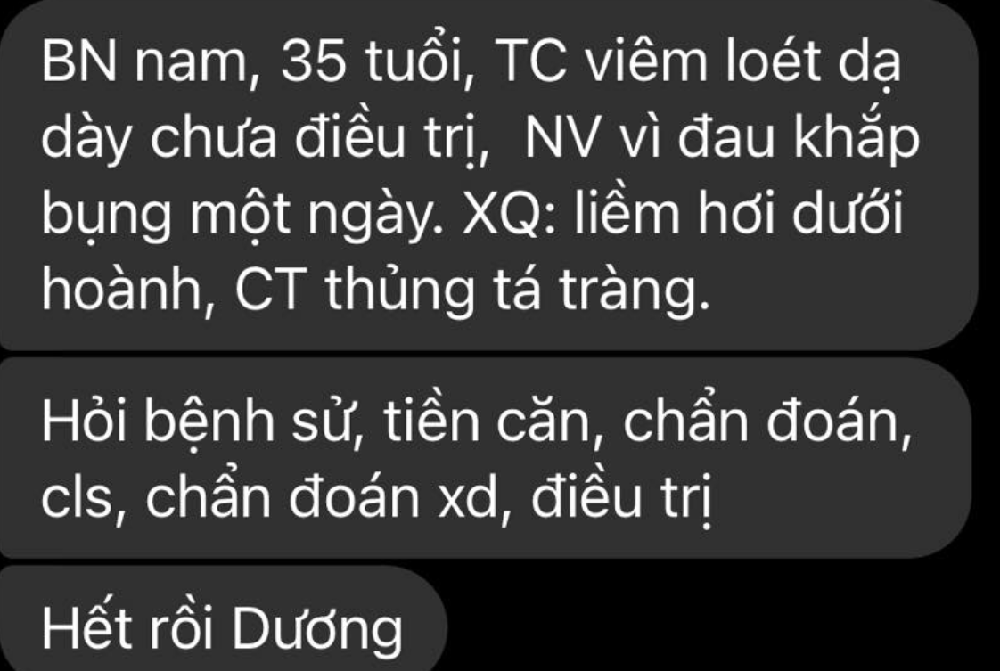 BN nam, 35 tuổi, TC viêm loét dạ
dày chưa điều trị,  NV vì đau khắp
bụng một ngày. XQ: liềm hơi dưới
hoành, CT thủng tá tràng.
Hỏi bệnh sử, tiền căn, chẩn đoán,
cls, chẩn đoán xd, điều trị
Hết rồi Dương